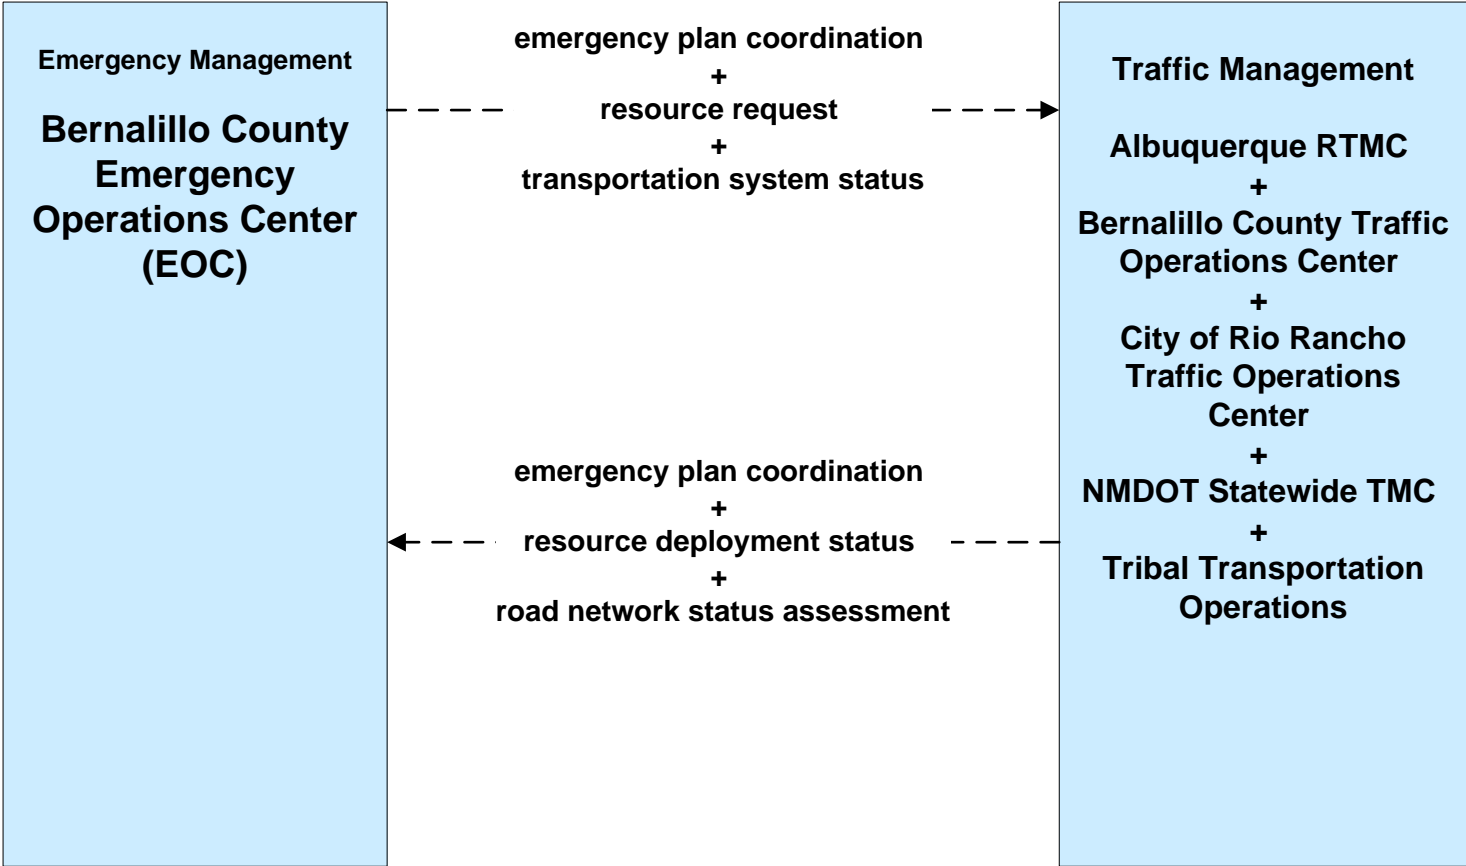 Emergency Management
Bernalillo County
Emergency
Operations Center
(EOC)
emergency plan coordination
+
resource request
+
transportation system status
emergency plan coordination
+
resource deployment status
+
road network status assessment
Traffic Management
Albuquerque RTMC
+
Bernalillo County Traffic
Operations Center
+
City of Rio Rancho
Traffic Operations
Center
+
NMDOT Statewide TMC
+
Tribal Transportation
Operations